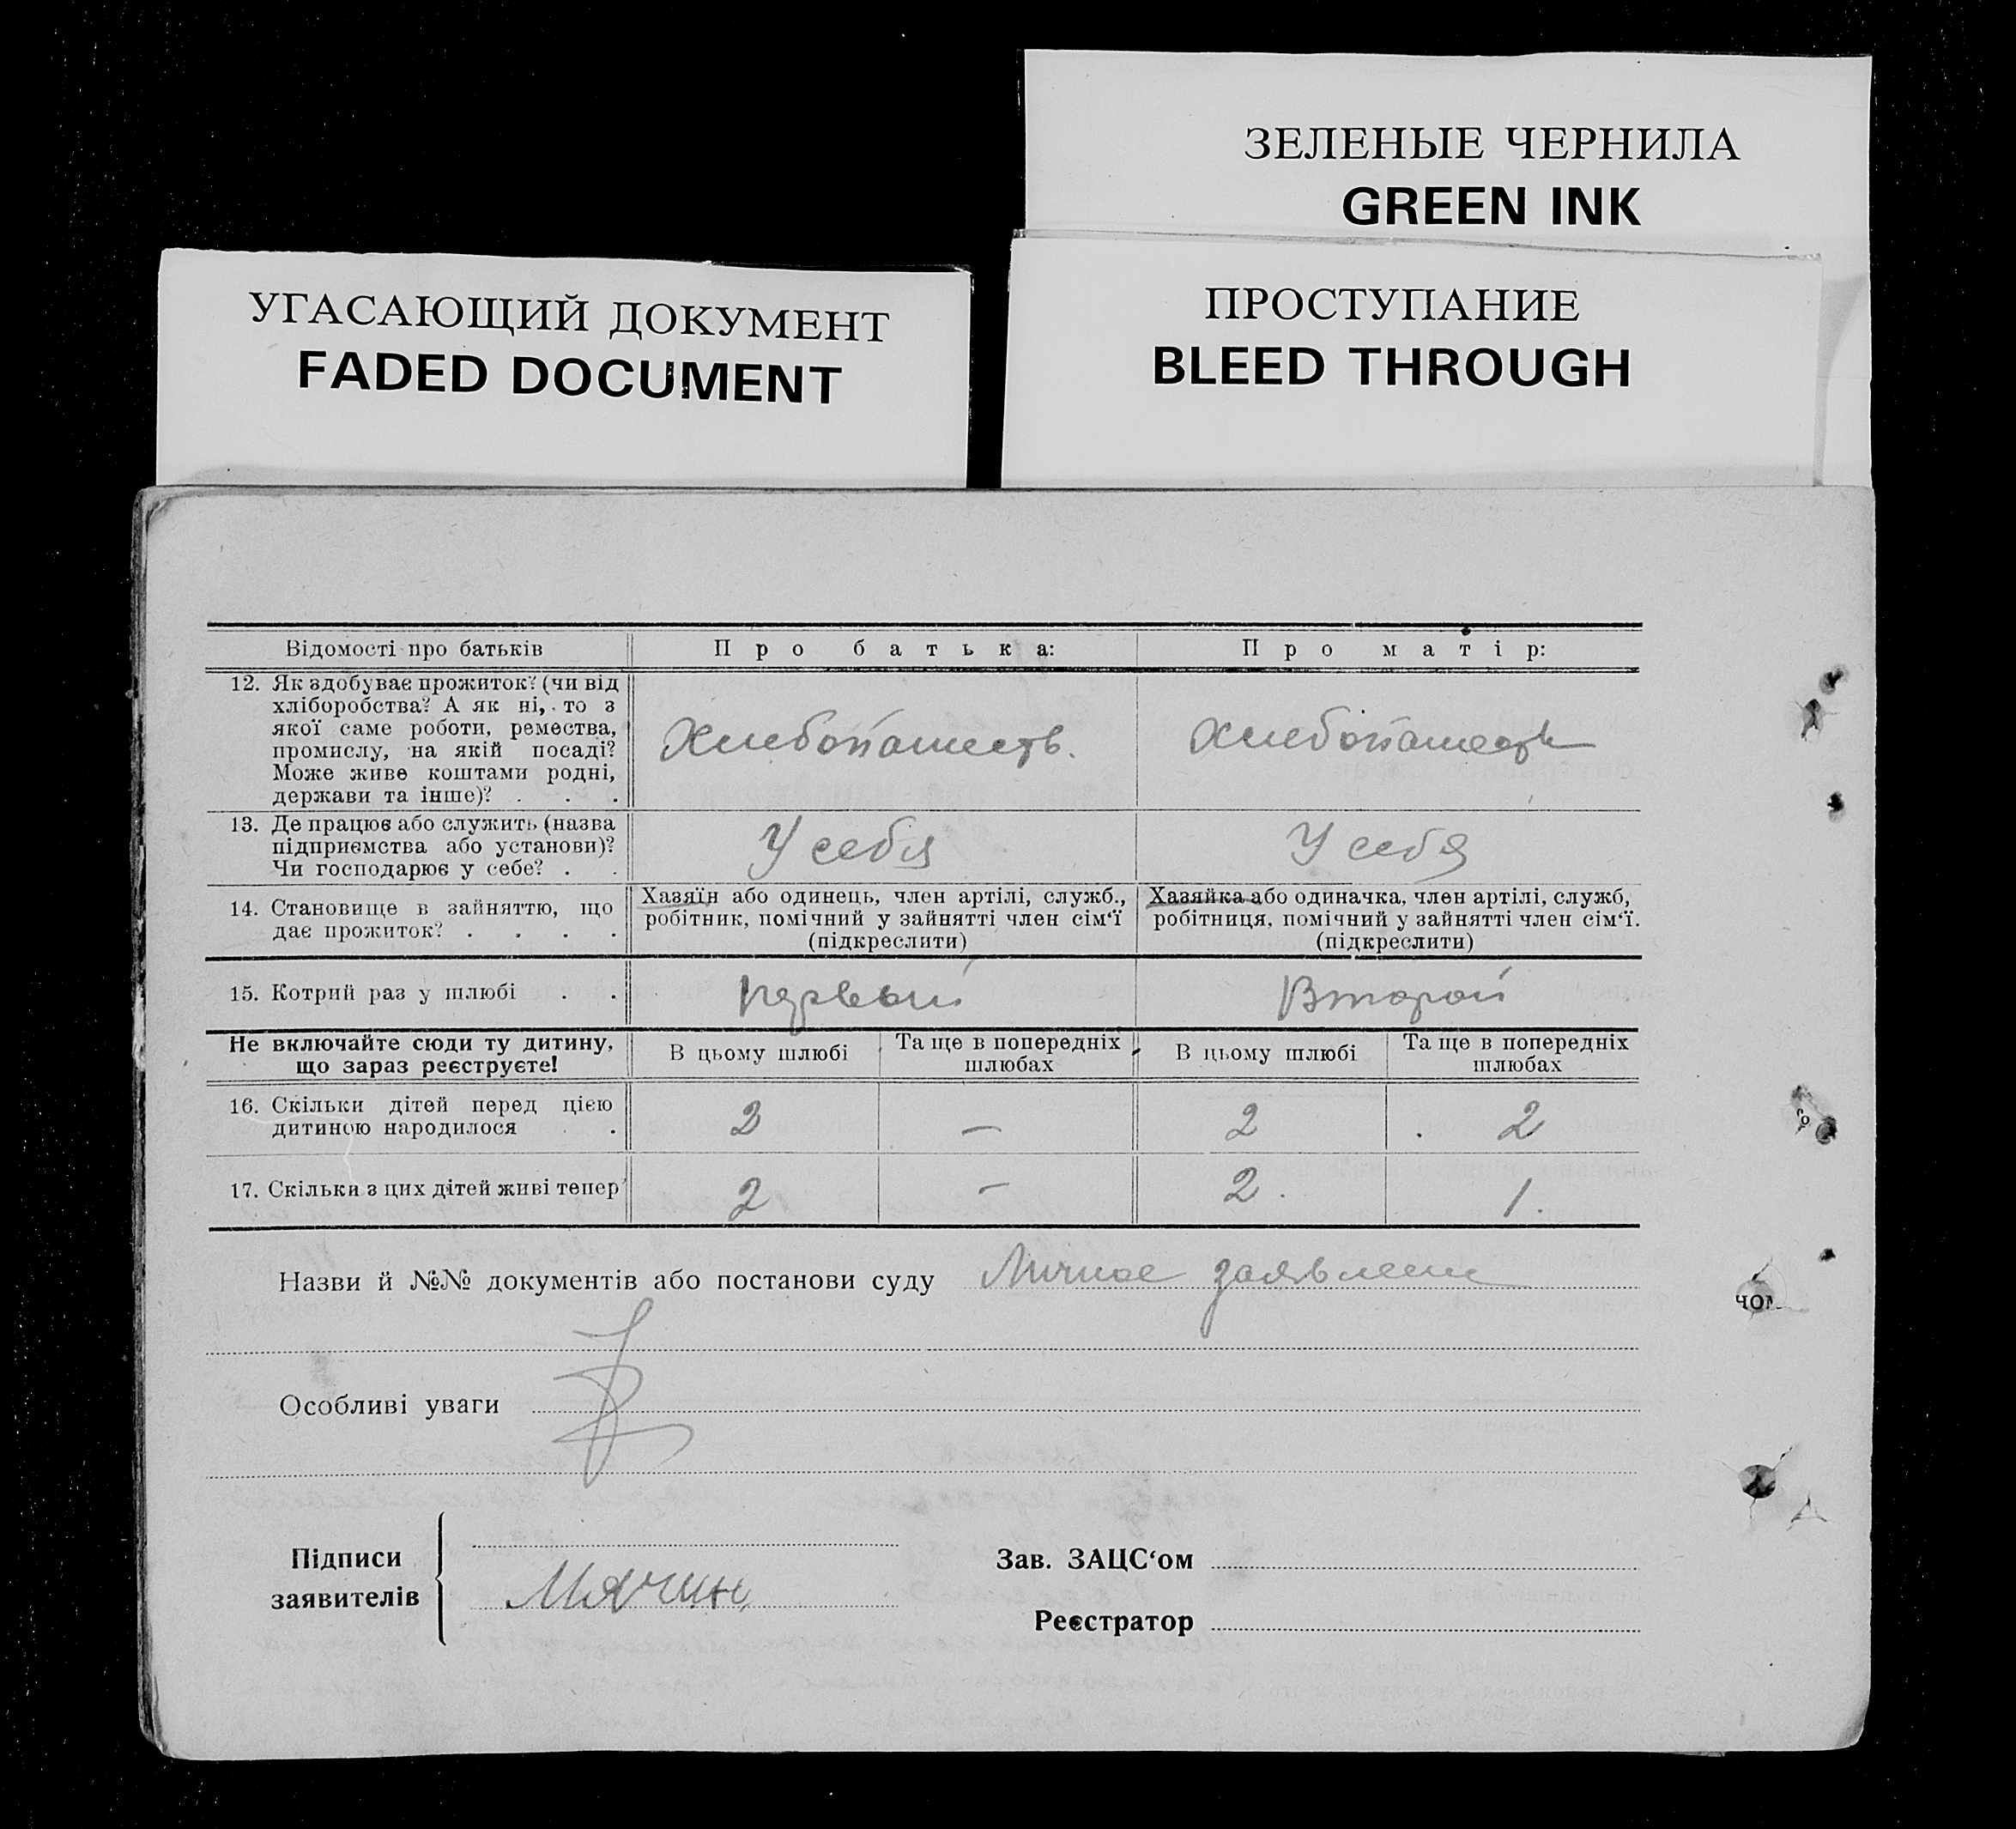 ЗЕЛЕНЫЕ ЧЕРНИЛА
GREEN INK
УГАСАЮЩИЙ ДОКУМЕНТ
FADED DOCUMENT
ПРОСТУПАНИЕ
BLEED THROUGH
Відомості про батьків Про батька: Про матір:
12. Як здобуває прожиток? (чи від
хліборобства? А як ні, то з
якої саме роботи, ремества,
промислу, на якій посаді?
Може живе коштами родні,
держави та інше)? . . .
Хлебопашеств. Хлебопашеств
13. Де працює або служить (назва
підприємства або установи)?
Чи господарює у себе? . .
У себя У себя
14. Становище в зайняттю, що
дає прожиток? . . . .
Хазяїн або одинець, член артілі, служб.,
робітник, помічний у зайнятті член сім‘ї
(підкреслити)
Хазяйка або одиначка, член артілі, служб,
робітниця, помічний у зайнятті член сім‘ї.
(підкреслити)
15. Котрий раз у шлюбі . . первый Второй
Не включайте сюди ту дитину,
що зараз реєструєте!
В цьому шлюбі
Та ще в попередніх
шлюбах
В цьому шлюбі
Та ще в попередніх
шлюбах
16. Скільки дітей перед цією
дитиною народилося . .
2 — 2 2
17. Скільки з цих дітей живі тепер 2 — 2. 1.
Назви й №№ документів або постанови суду Личное заявление
Особливі уваги
Підписи
заявителів
Мячин
Зав. ЗАЦС‘ом
Реєстратор
чом